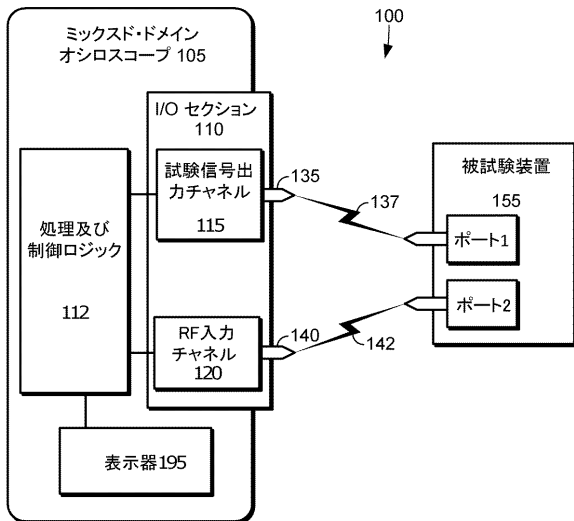 ミックスド・ドメイン
オシロスコープ 105
100
I/O セクション
110
試験信号出
力チャネル
115
135
137
被試験装置
155
ポート1
ポート2
処理及び
制御ロジック
112
RF入力
チャネル
120
140
142
表示器195